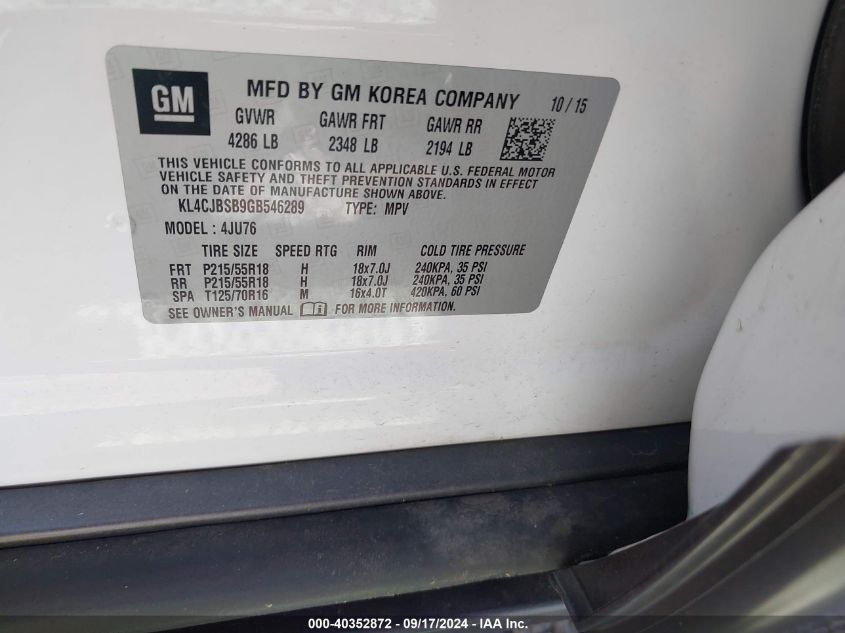 GM
MFD BY GM KOREA COMPANY 10 / 15
GVWR GAWR FRT GAWR RR
4286 LB 2348 LB 2194 LB
THIS VEHICLE CONFORMS TO ALL APPLICABLE U.S. FEDERAL MOTOR
VEHICLE SAFETY AND THEFT PREVENTION STANDARDS IN EFFECT
ON THE DATE OF MANUFACTURE SHOWN ABOVE.
KL4CJBSB9GB546289 TYPE: MPV
MODEL : 4JU76
TIRE SIZE SPEED RTG RIM COLD TIRE PRESSURE
FRT P215/55R18 H 18x7.0J 240KPA, 35 PSI
RR P215/55R18 H 18x7.0J 240KPA, 35 PSI
SPA T125/70R16 M 16x4.0T 420KPA, 60 PSI
SEE OWNER'S MANUAL FOR MORE INFORMATION.
000-40352872 - 09/17/2024 - IAA Inc.